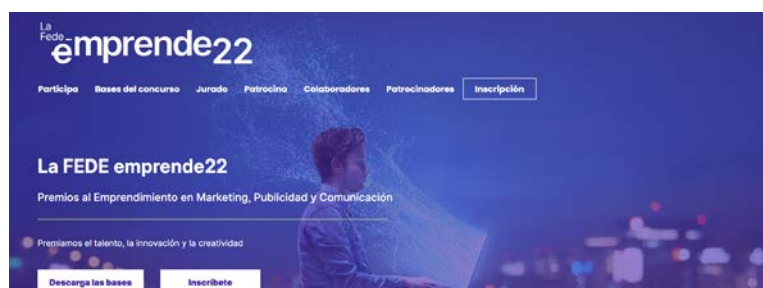 La
Fede_
emprende22
Participa Bases del concurso Jurado Patrocina Colaboradores Patrocinadores Inscripción
La FEDE emprende22
Premios al Emprendimiento en Marketing, Publicidad y Comunicación
Premiamos el talento, la innovación y la creatividad
Descarga las bases Inscríbete